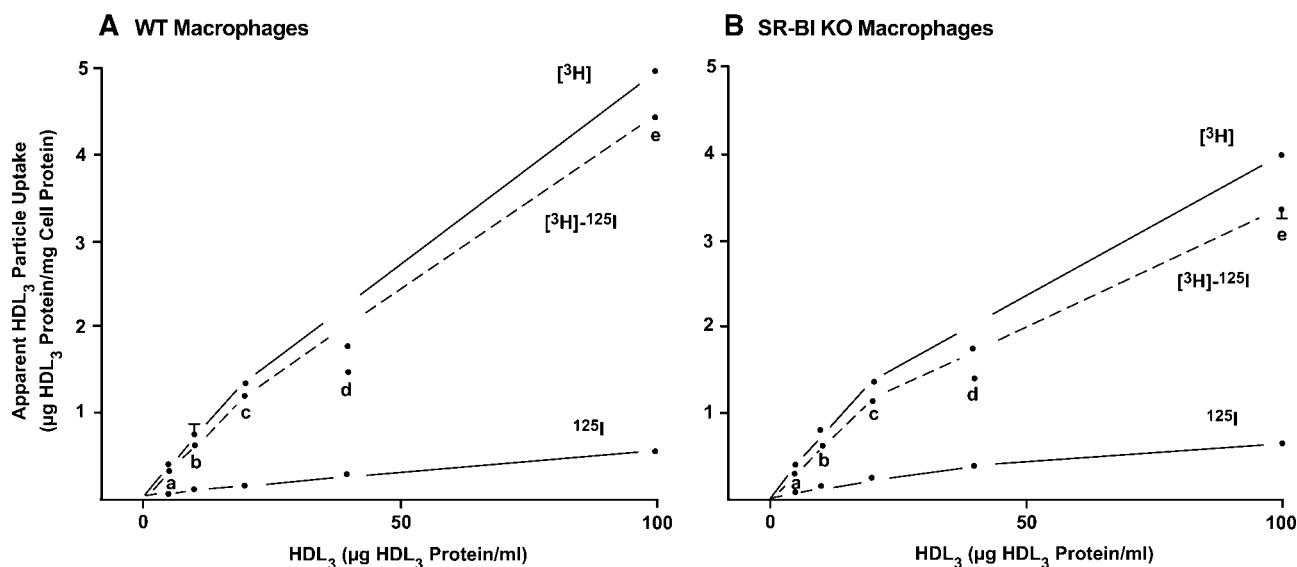 A WT Macrophages
5
4
3
2
1
0
50
100
[³H]
[³H]-¹²⁵I
¹²⁵I
a
b
c
d
e
Apparent HDL₃ Particle Uptake
(µg HDL₃ Protein/mg Cell Protein)
HDL₃ (µg HDL₃ Protein/ml)
B SR-BI KO Macrophages
5
4
3
2
1
0
50
100
[³H]
[³H]-¹²⁵I
¹²⁵I
a
b
c
d
e
HDL₃ (µg HDL₃ Protein/ml)